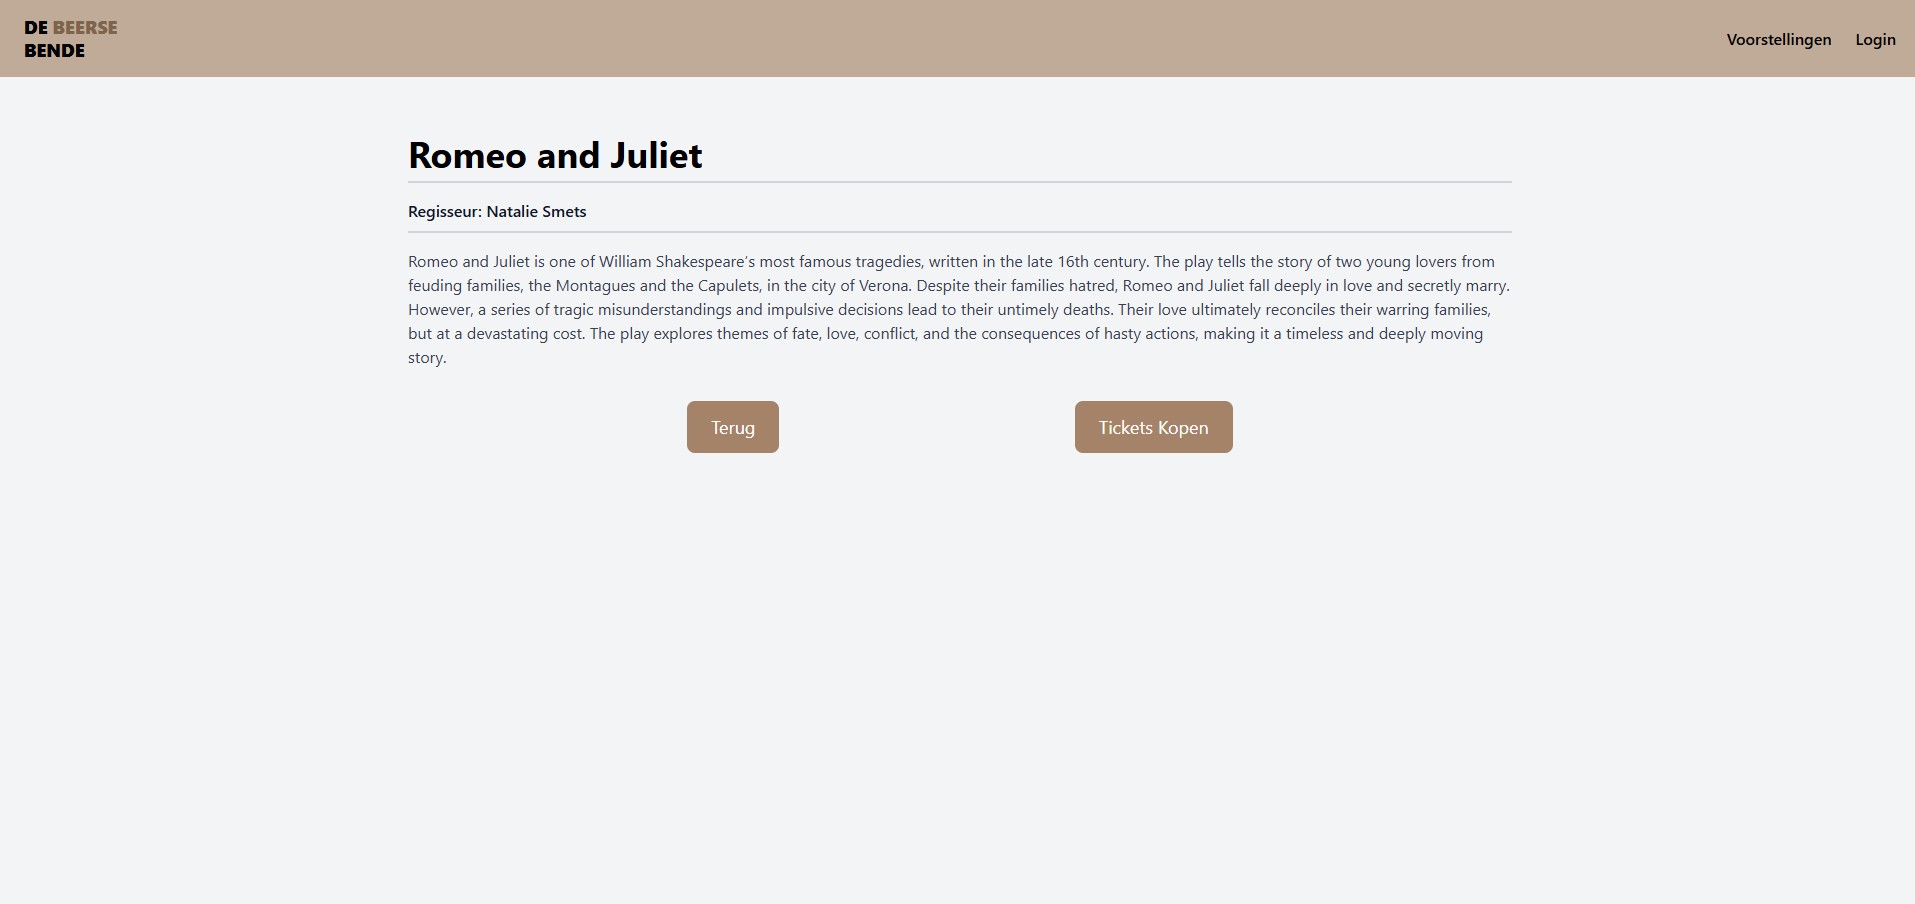 DE BEERSE
BENDE
Voorstellingen
Login
Romeo and Juliet
Regisseur: Natalie Smets
Romeo and Juliet is one of William Shakespeare's most famous tragedies, written in the late 16th century. The play tells the story of two young lovers from
feuding families, the Montagues and the Capulets, in the city of Verona. Despite their families hatred, Romeo and Juliet fall deeply in love and secretly marry.
However, a series of tragic misunderstandings and impulsive decisions lead to their untimely deaths. Their love ultimately reconciles their warring families,
but at a devastating cost. The play explores themes of fate, love, conflict, and the consequences of hasty actions, making it a timeless and deeply moving
story.
Terug
Tickets Kopen